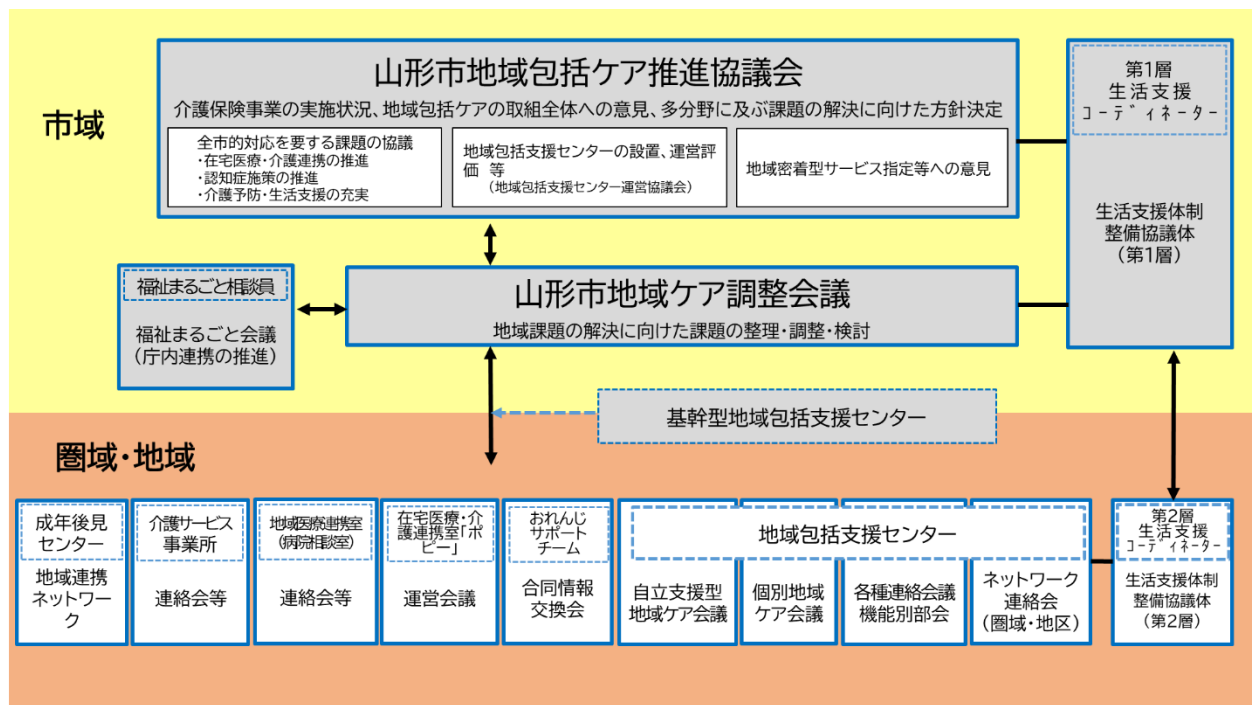 市域
山形市地域包括ケア推進協議会
介護保険事業の実施状況、地域包括ケアの取組全体への意見、多分野に及ぶ課題の解決に向けた方針決定
全市的対応を要する課題の協議
・在宅医療・介護連携の推進
・認知症施策の推進
・介護予防・生活支援の充実
地域包括支援センターの設置、運営評
価 等
(地域包括支援センター運営協議会)
地域密着型サービス指定等への意見
第1層
生活支援
コーディネーター
生活支援体制
整備協議体
(第1層)
福祉まるごと相談員
福祉まるごと会議
(庁内連携の推進)
山形市地域ケア調整会議
地域課題の解決に向けた課題の整理・調整・検討
基幹型地域包括支援センター
圏域・地域
成年後見
センター
地域連携
ネットワー
ク
介護サービス
事業所
連絡会等
地域医療連携室
(病院相談室)
連絡会等
在宅医療・介
護連携室「ポ
ピー」
運営会議
おれんじ
サポート
チーム
合同情報
交換会
地域包括支援センター
自立支援型
地域ケア会議
個別地域
ケア会議
各種連絡会議
機能別部会
ネットワーク
連絡会
(圏域・地区)
第2層
生活支援
コーディネーター
生活支援体制
整備協議体
(第2層)